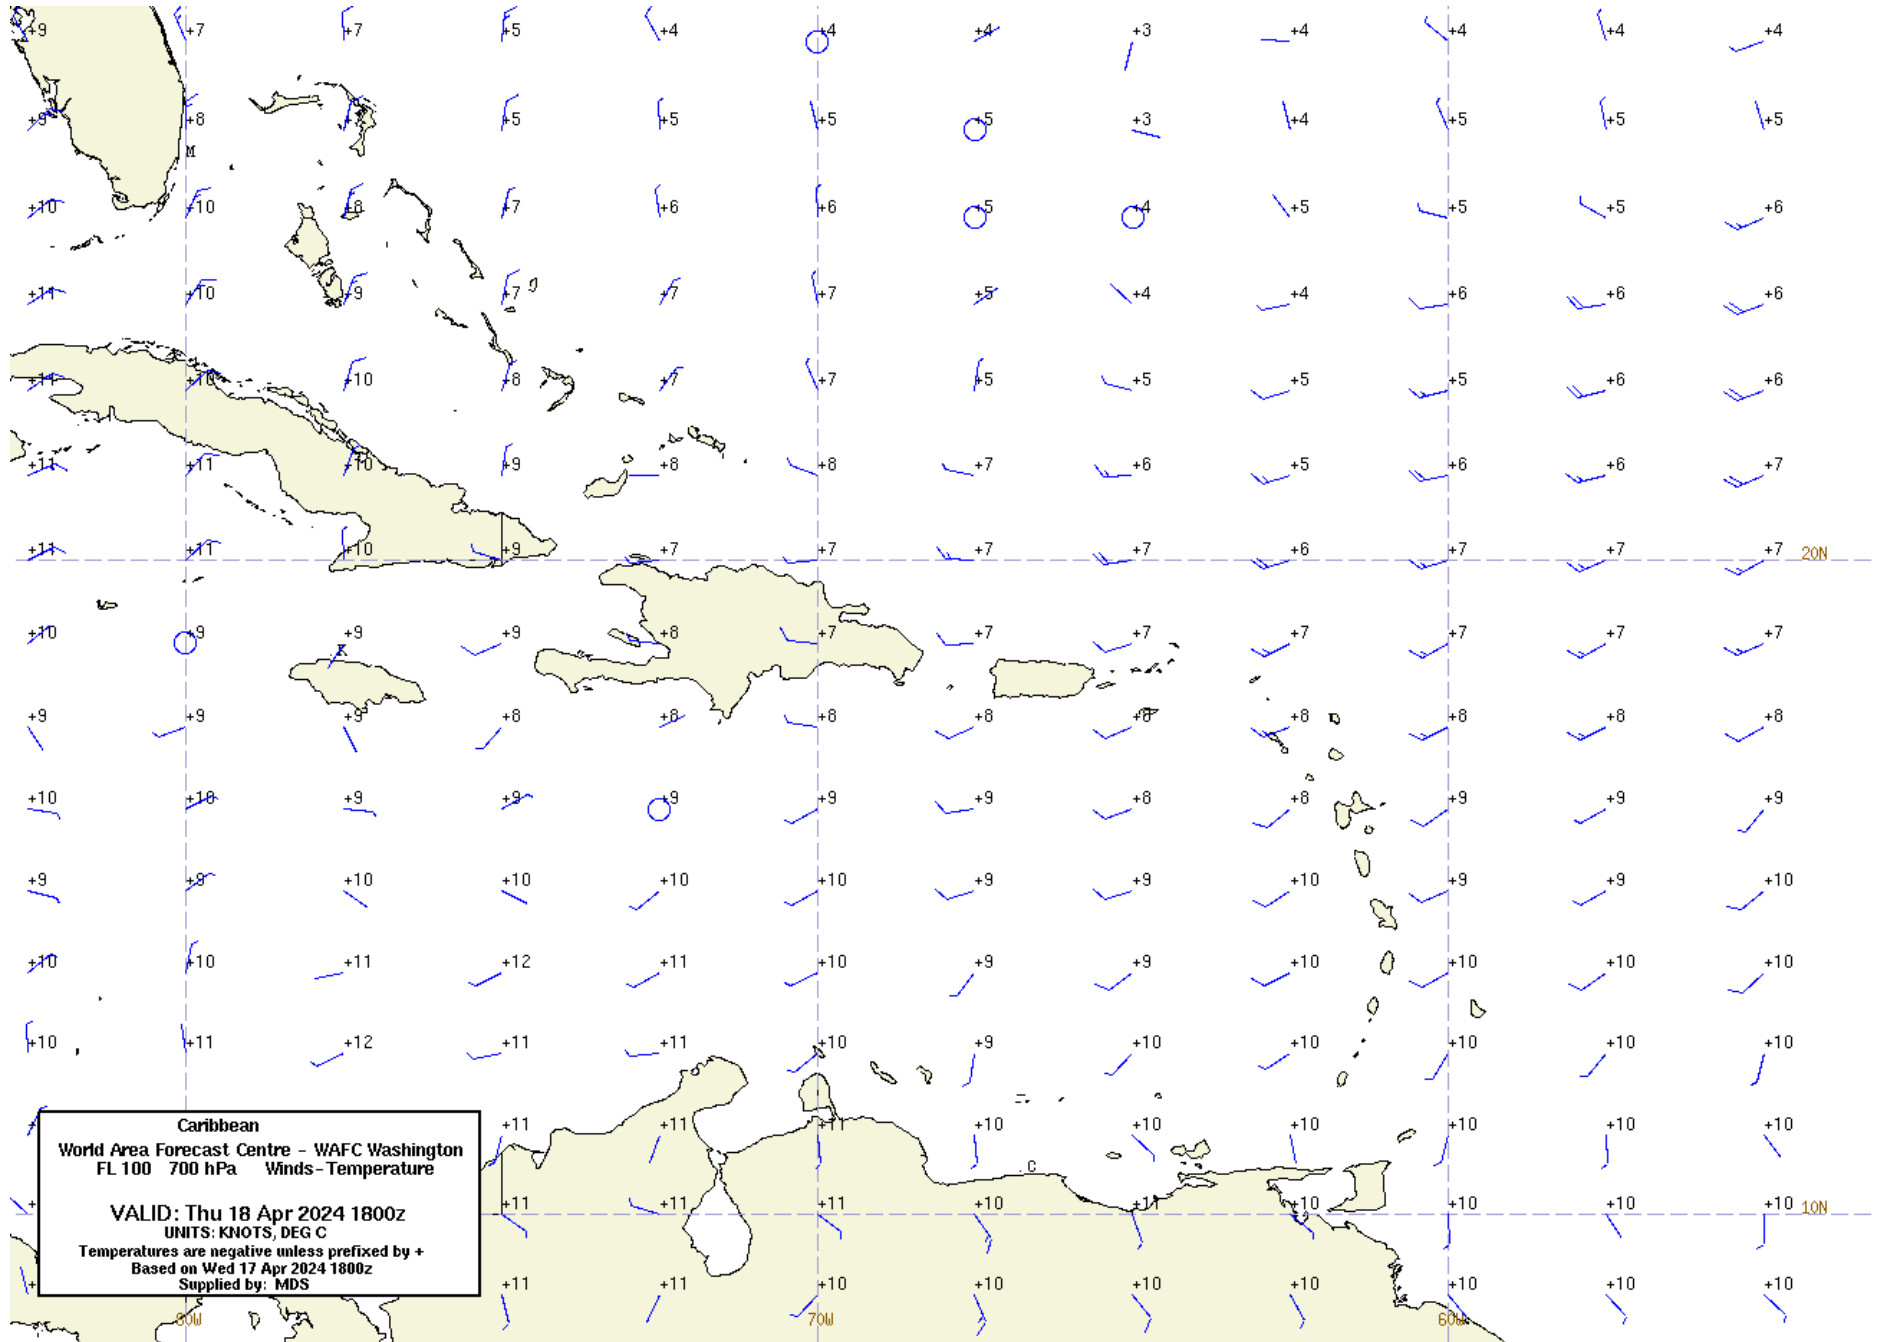 +9 +7 +7 +5 +4 +4 +4 +3 +4 +4 +4 +4
+9 +8 +5 +5 +5 +3 +4 +5 +5 +5
M
+10 +10 +8 +7 +6 +6 +5 +4 +5 +5 +5 +6
+11 +10 +9 +7 +7 +7 +5 +4 +4 +6 +6 +6
+11 +10 +10 +8 +7 +7 +5 +5 +5 +5 +6 +6
+11 +11 +10 +9 +8 +8 +7 +6 +5 +6 +6 +7
+11 +11 +10 +9 +7 +7 +7 +7 +6 +7 +7 +7 20N
+10 +9 +9 +9 +8 +7 +7 +7 +7 +7 +7 +7
K
+9 +9 +9 +8 +8 +8 +8 +8 +8 +8 +8 +8
+10 +10 +9 +9 +9 +9 +9 +8 +8 +9 +9 +9
+9 +9 +10 +10 +10 +10 +9 +9 +10 +9 +9 +10
+10 +10 +11 +12 +11 +10 +9 +9 +10 +10 +10 +10
+10 +11 +12 +11 +11 +10 +9 +10 +10 +10 +10 +10
+11 +11 +11 +10 +10 +10 +10 +10 +10
C
+11 +11 +11 +10 +10 +10 +10 +10 +10 10N
+11 +11 +10 +10 +10 +10 +10 +10 +10
80W 70W 60W
Caribbean
World Area Forecast Centre - WAFC Washington
FL 100 700 hPa Winds-Temperature
VALID: Thu 18 Apr 2024 1800z
UNITS: KNOTS, DEG C
Temperatures are negative unless prefixed by +
Based on Wed 17 Apr 2024 1800z
Supplied by: MDS